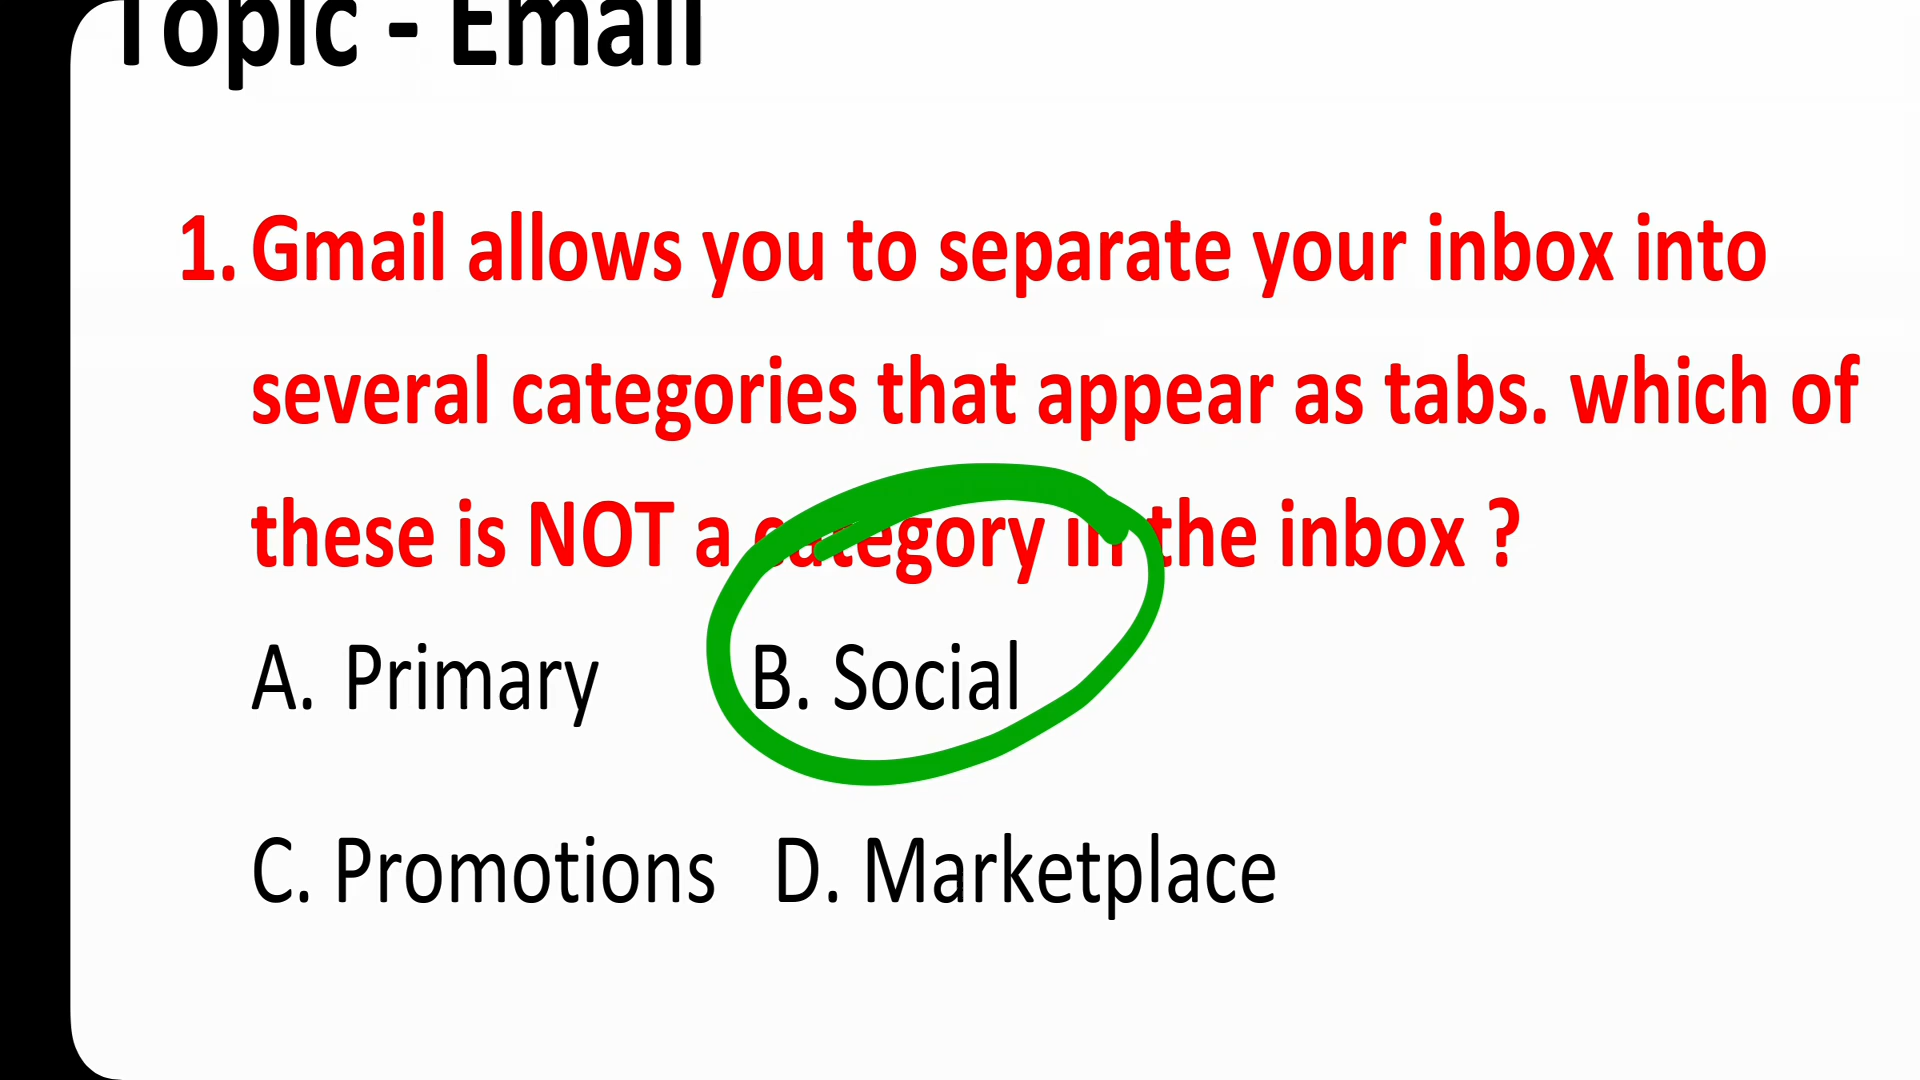 Topic - Email
1. Gmail allows you to separate your inbox into
several categories that appear as tabs. which of
these is NOT a category in the inbox ?
A. Primary B. Social
C. Promotions D. Marketplace